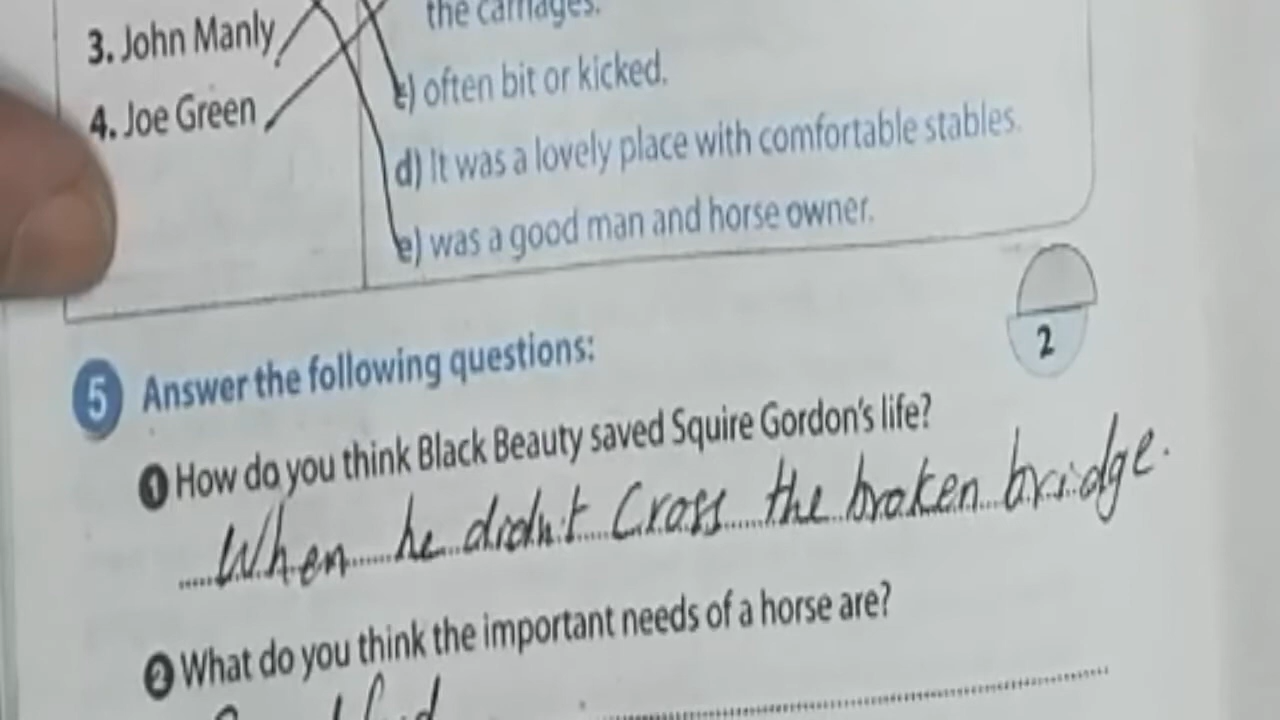 the carriages.
3. John Manly
c) often bit or kicked.
4. Joe Green
d) It was a lovely place with comfortable stables.
e) was a good man and horse owner.
2
5 Answer the following questions:
1 How do you think Black Beauty saved Squire Gordon's life?
When he didn't Cross the broken bridge.
2 What do you think the important needs of a horse are?